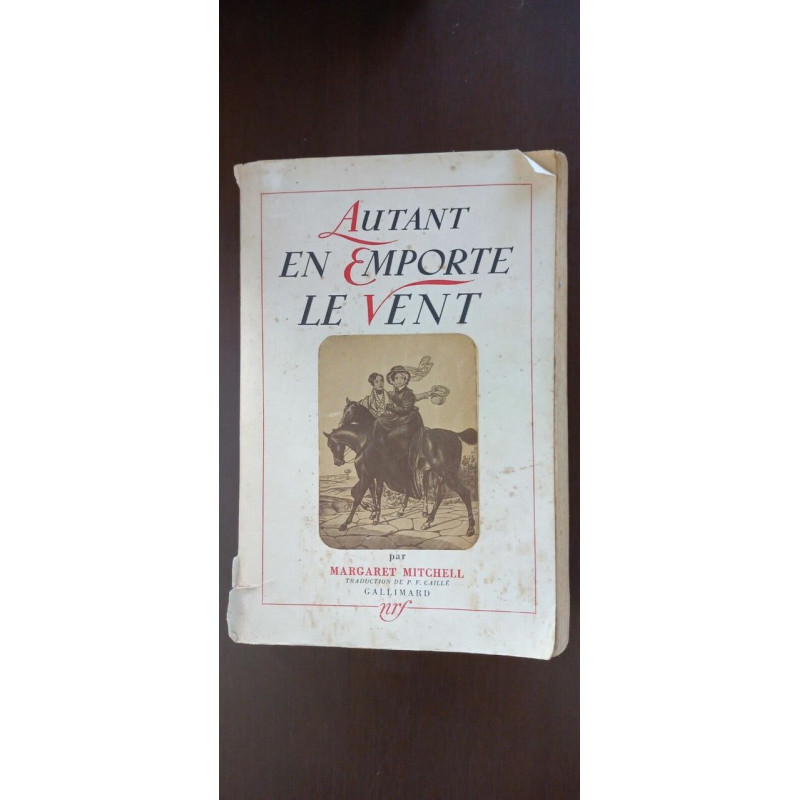 AUTANT
EN EMPORTE
LE VENT
par
MARGARET MITCHELL
TRADUCTION DE P. F. CAILLÉ
GALLIMARD
nrf